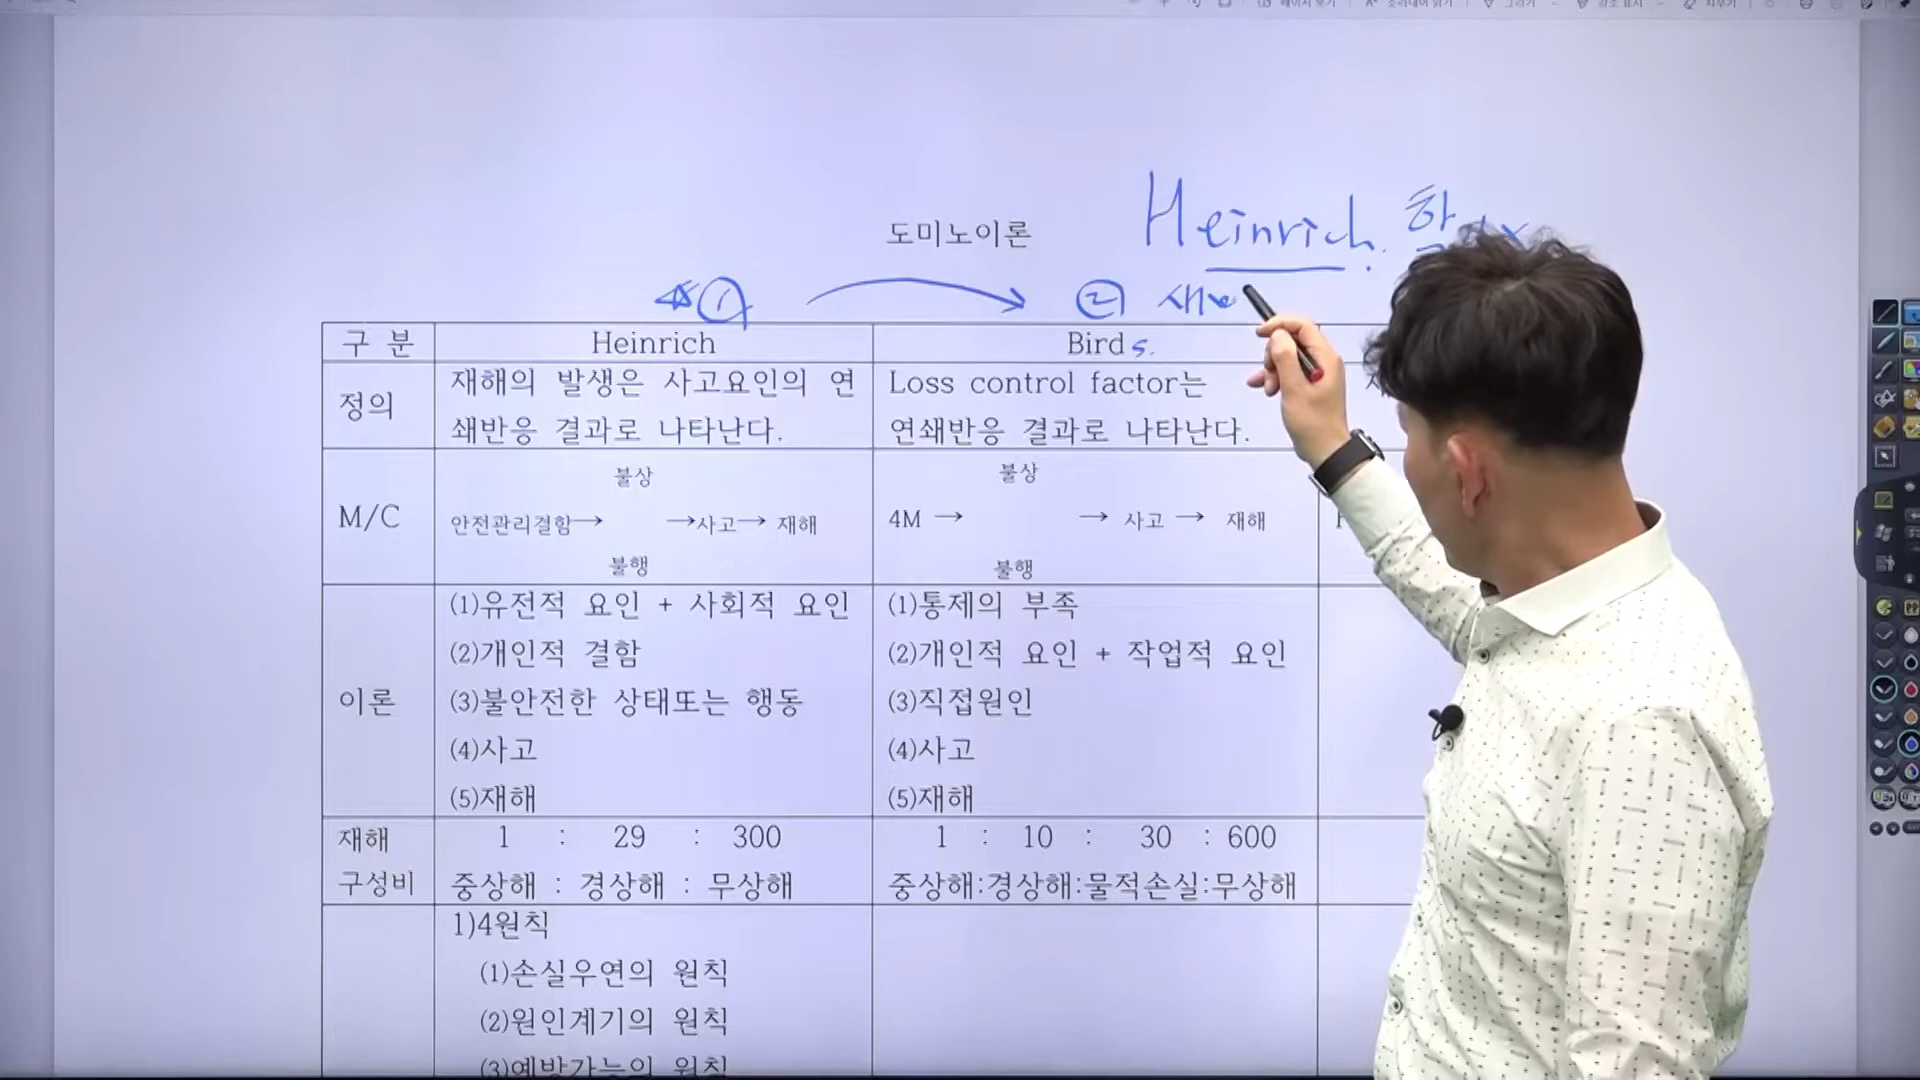 도미노이론
Heinrich.
① ②
구 분 Heinrich Bird s.
정의 재해의 발생은 사고요인의 연
쇄반응 결과로 나타난다.
Loss control factor는
연쇄반응 결과로 나타난다.
M/C
불상
안전관리결함→ →사고→ 재해
불행
불상
4M → → 사고 → 재해
불행
이론
(1)유전적 요인 + 사회적 요인
(2)개인적 결함
(3)불안전한 상태또는 행동
(4)사고
(5)재해
(1)통제의 부족
(2)개인적 요인 + 작업적 요인
(3)직접원인
(4)사고
(5)재해
재해
구성비
1 : 29 : 300
중상해 : 경상해 : 무상해
1 : 10 : 30 : 600
중상해:경상해:물적손실:무상해
1)4원칙
(1)손실우연의 원칙
(2)원인계기의 원칙
(3)예방가능의 원칙